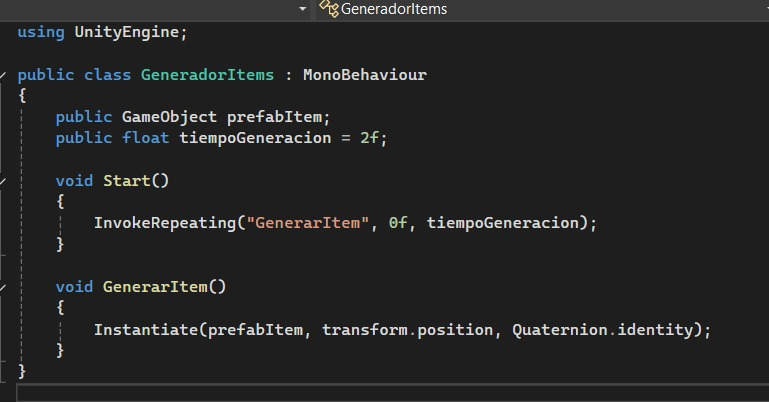 GeneradorItems
using UnityEngine;
public class GeneradorItems : MonoBehaviour
{
public GameObject prefabItem;
public float tiempoGeneracion = 2f;
void Start()
{
InvokeRepeating("GenerarItem", 0f, tiempoGeneracion);
}
void GenerarItem()
{
Instantiate(prefabItem, transform.position, Quaternion.identity);
}
}